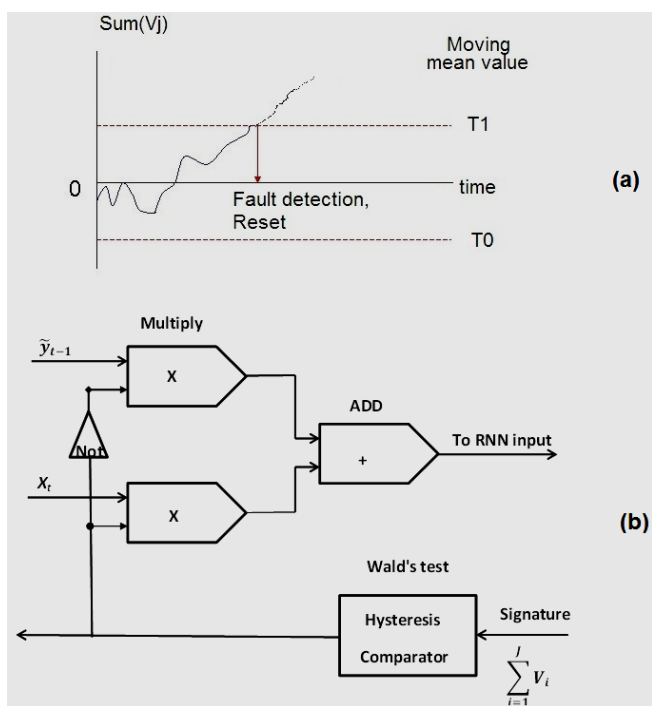 Sum(Vj)
Moving
mean value
T1
0
time
(a)
Fault detection,
Reset
T0
Multiply
ỹₜ₋₁
X
ADD
Not
+
To RNN input
Xₜ
X
(b)
Wald's test
Hysteresis
Comparator
Signature
J
∑ Vᵢ
i=1